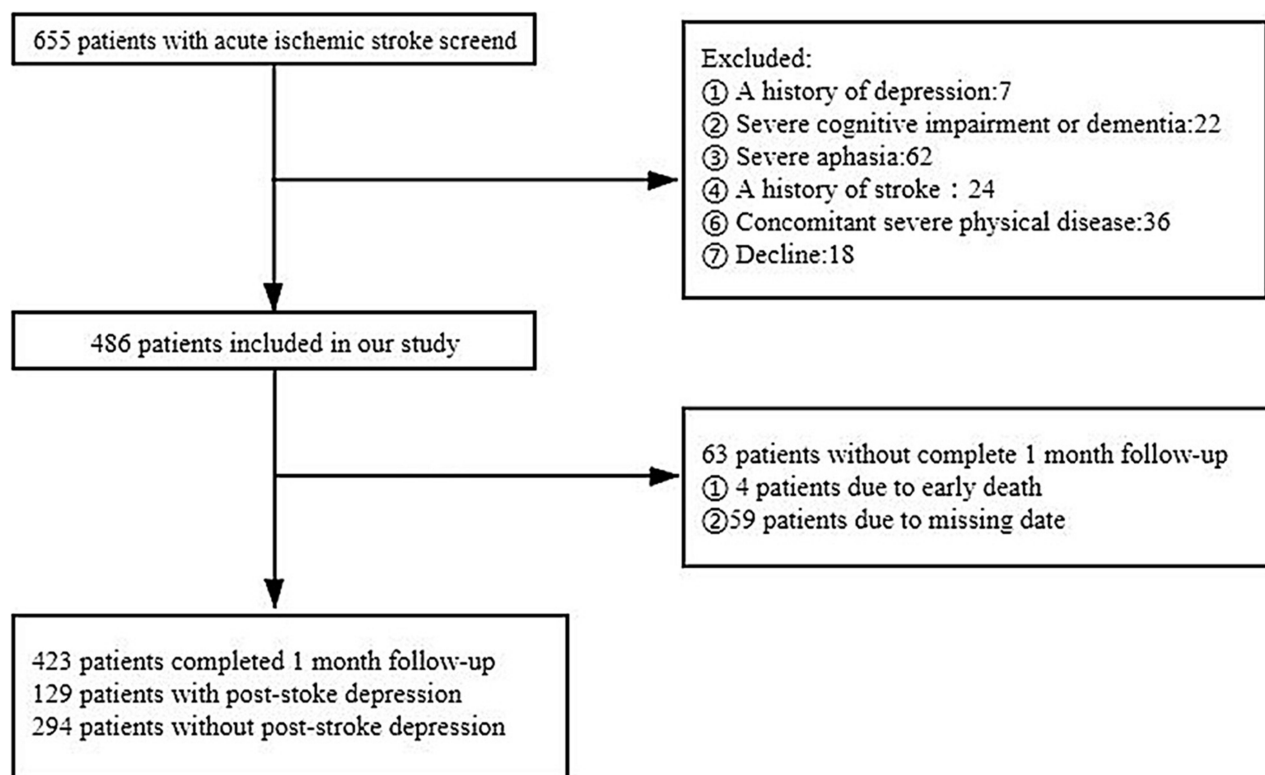 655 patients with acute ischemic stroke screend
Excluded:
① A history of depression:7
② Severe cognitive impairment or dementia:22
③ Severe aphasia:62
④ A history of stroke：24
⑥ Concomitant severe physical disease:36
⑦ Decline:18
486 patients included in our study
63 patients without complete 1 month follow-up
① 4 patients due to early death
②59 patients due to missing date
423 patients completed 1 month follow-up
129 patients with post-stoke depression
294 patients without post-stroke depression